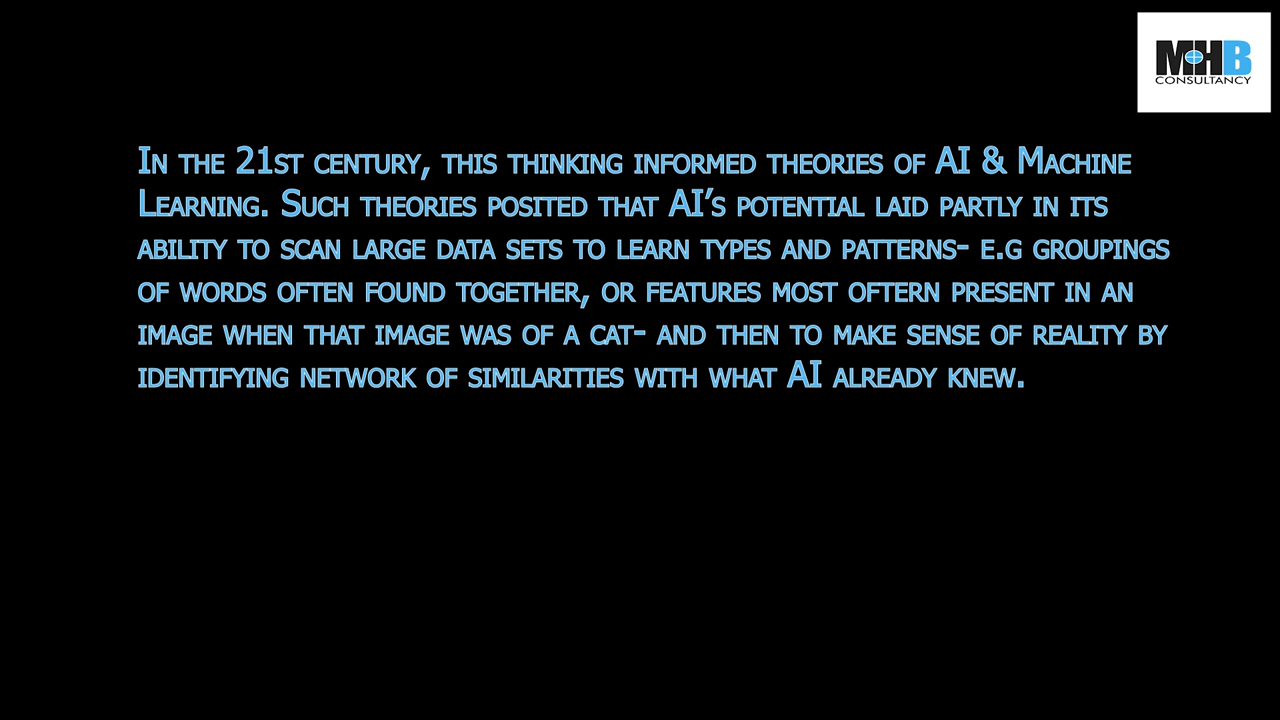 MHB
CONSULTANCY
In the 21st century, this thinking informed theories of AI & Machine
Learning. Such theories posited that AI’s potential laid partly in its
ability to scan large data sets to learn types and patterns- e.g groupings
of words often found together, or features most oftern present in an
image when that image was of a cat- and then to make sense of reality by
identifying network of similarities with what AI already knew.